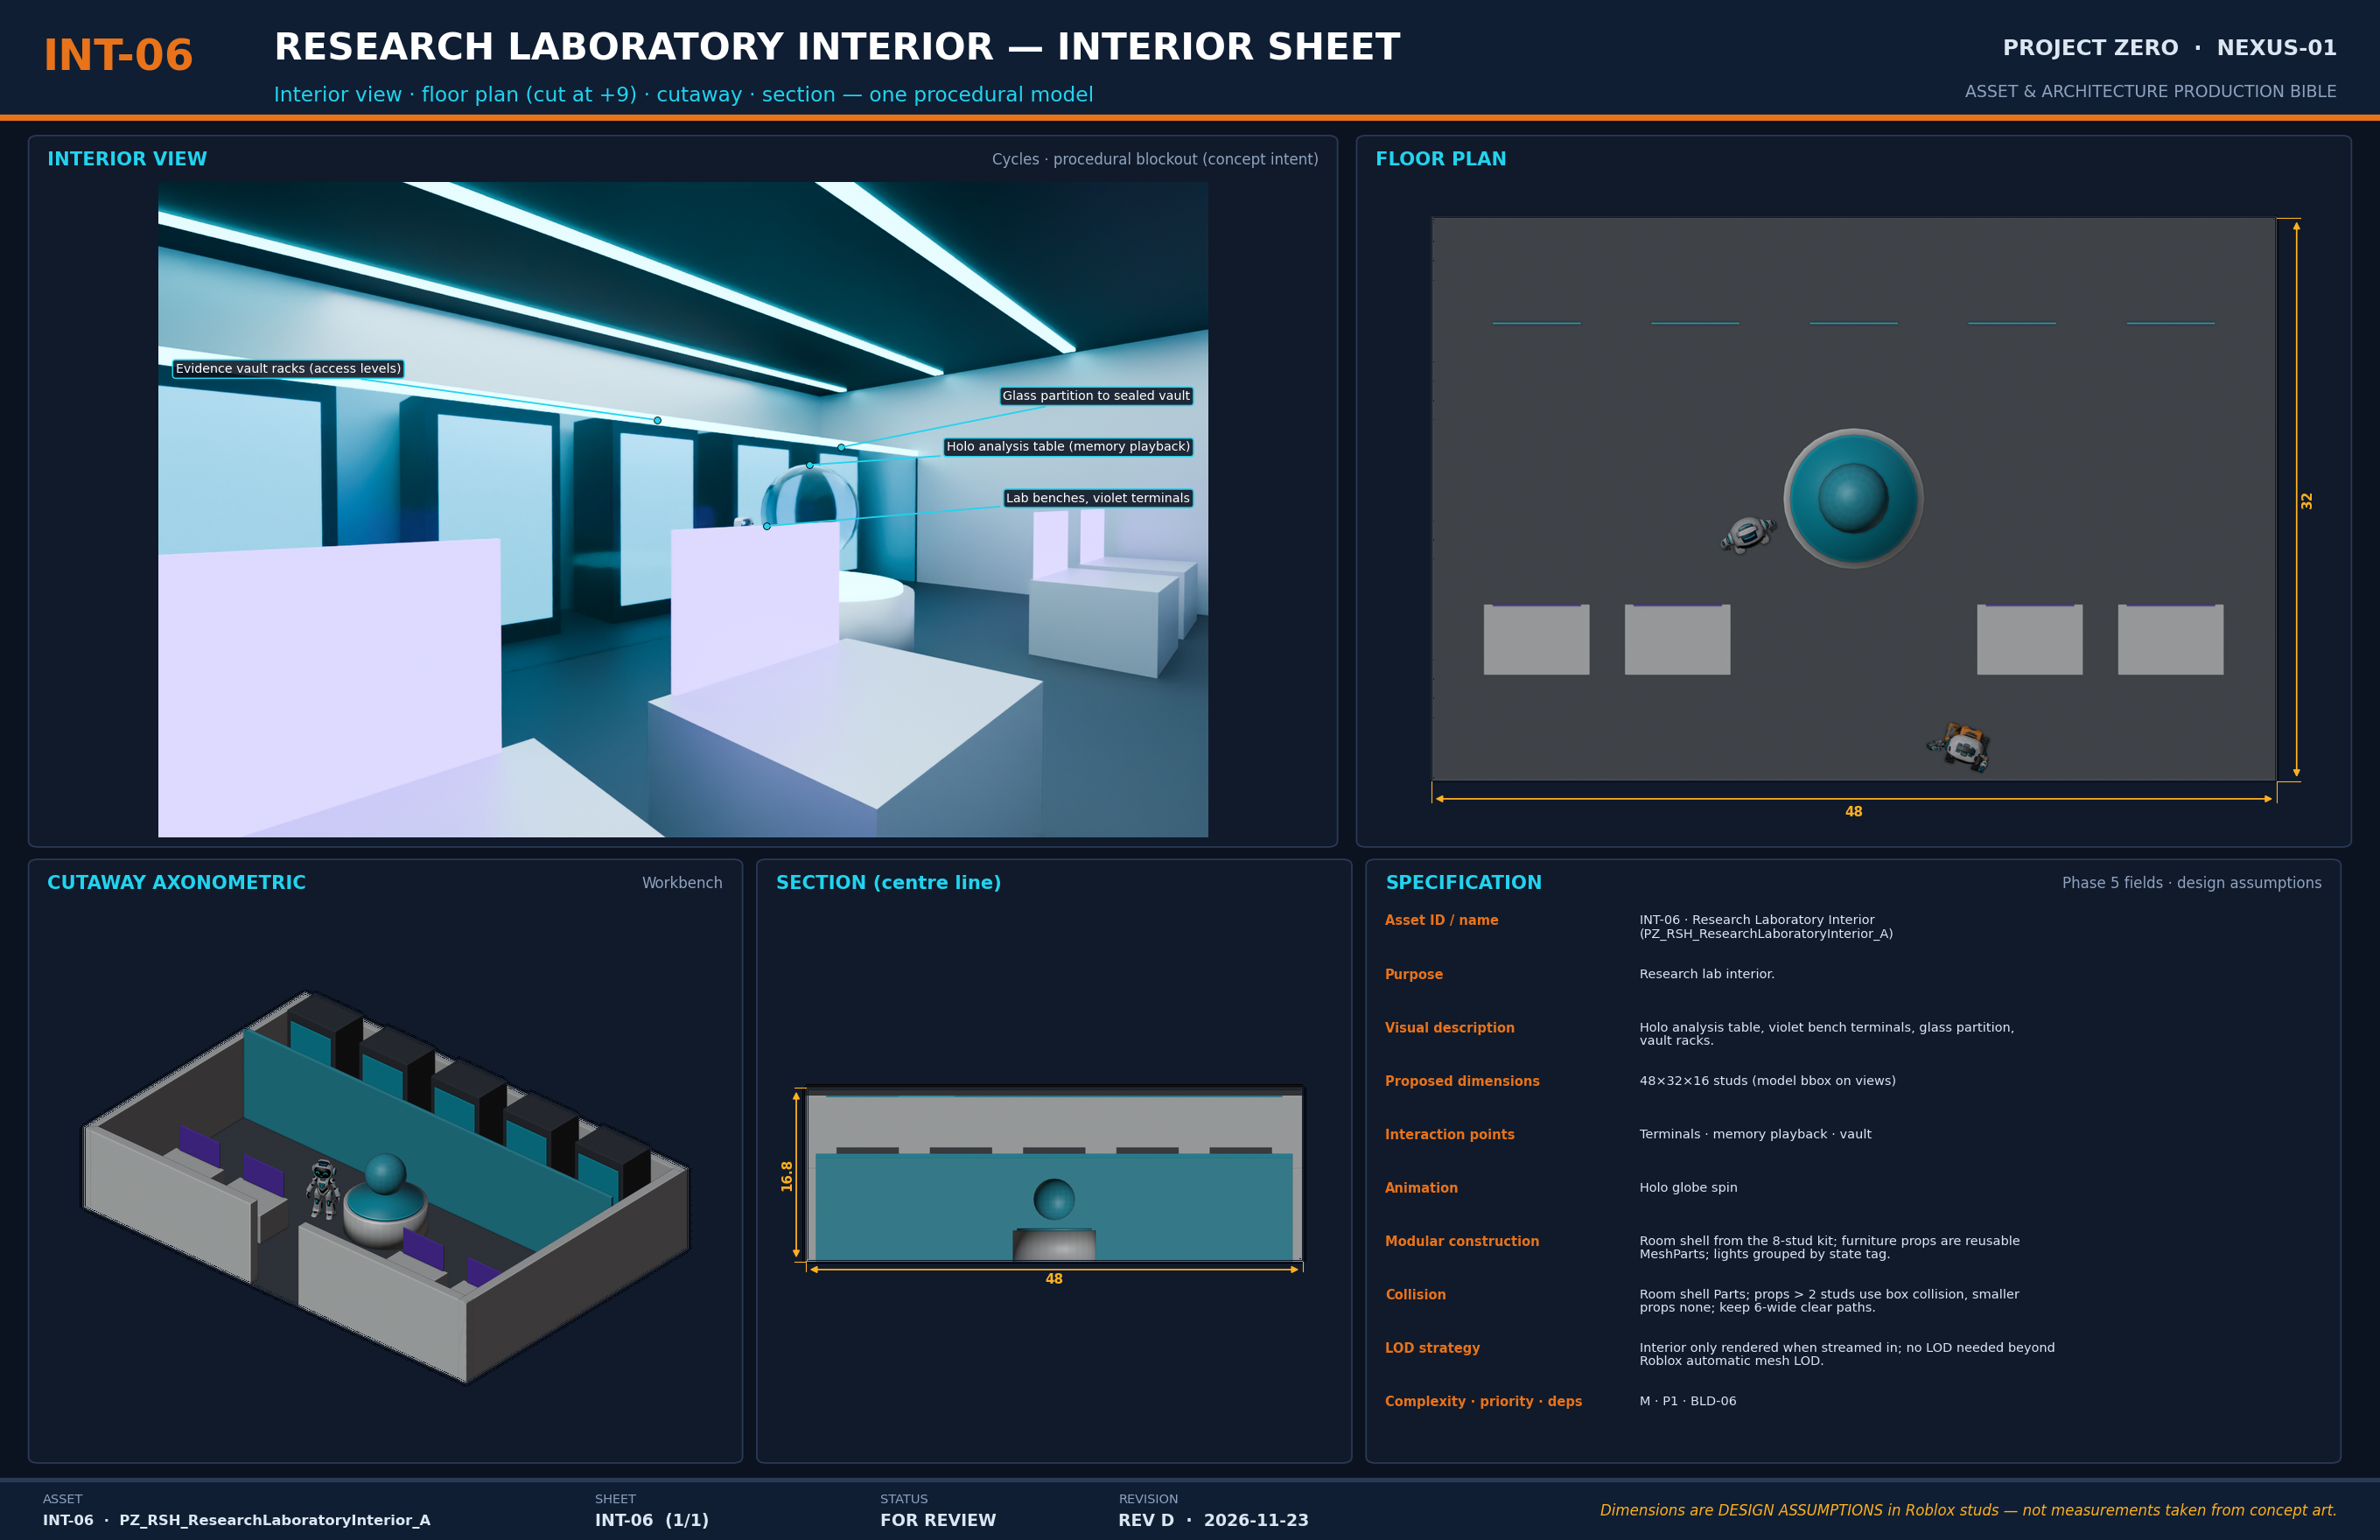 INT-06
RESEARCH LABORATORY INTERIOR — INTERIOR SHEET
Interior view · floor plan (cut at +9) · cutaway · section — one procedural model
PROJECT ZERO · NEXUS-01
ASSET & ARCHITECTURE PRODUCTION BIBLE
INTERIOR VIEW
Cycles · procedural blockout (concept intent)
Evidence vault racks (access levels)
Glass partition to sealed vault
Holo analysis table (memory playback)
Lab benches, violet terminals
FLOOR PLAN
32
48
CUTAWAY AXONOMETRIC
Workbench
SECTION (centre line)
16.8
48
SPECIFICATION
Phase 5 fields · design assumptions
Asset ID / name
INT-06 · Research Laboratory Interior
(PZ_RSH_ResearchLaboratoryInterior_A)
Purpose
Research lab interior.
Visual description
Holo analysis table, violet bench terminals, glass partition,
vault racks.
Proposed dimensions
48×32×16 studs (model bbox on views)
Interaction points
Terminals · memory playback · vault
Animation
Holo globe spin
Modular construction
Room shell from the 8-stud kit; furniture props are reusable
MeshParts; lights grouped by state tag.
Collision
Room shell Parts; props > 2 studs use box collision, smaller
props none; keep 6-wide clear paths.
LOD strategy
Interior only rendered when streamed in; no LOD needed beyond
Roblox automatic mesh LOD.
Complexity · priority · deps
M · P1 · BLD-06
ASSET
INT-06 · PZ_RSH_ResearchLaboratoryInterior_A
SHEET
INT-06 (1/1)
STATUS
FOR REVIEW
REVISION
REV D · 2026-11-23
Dimensions are DESIGN ASSUMPTIONS in Roblox studs — not measurements taken from concept art.